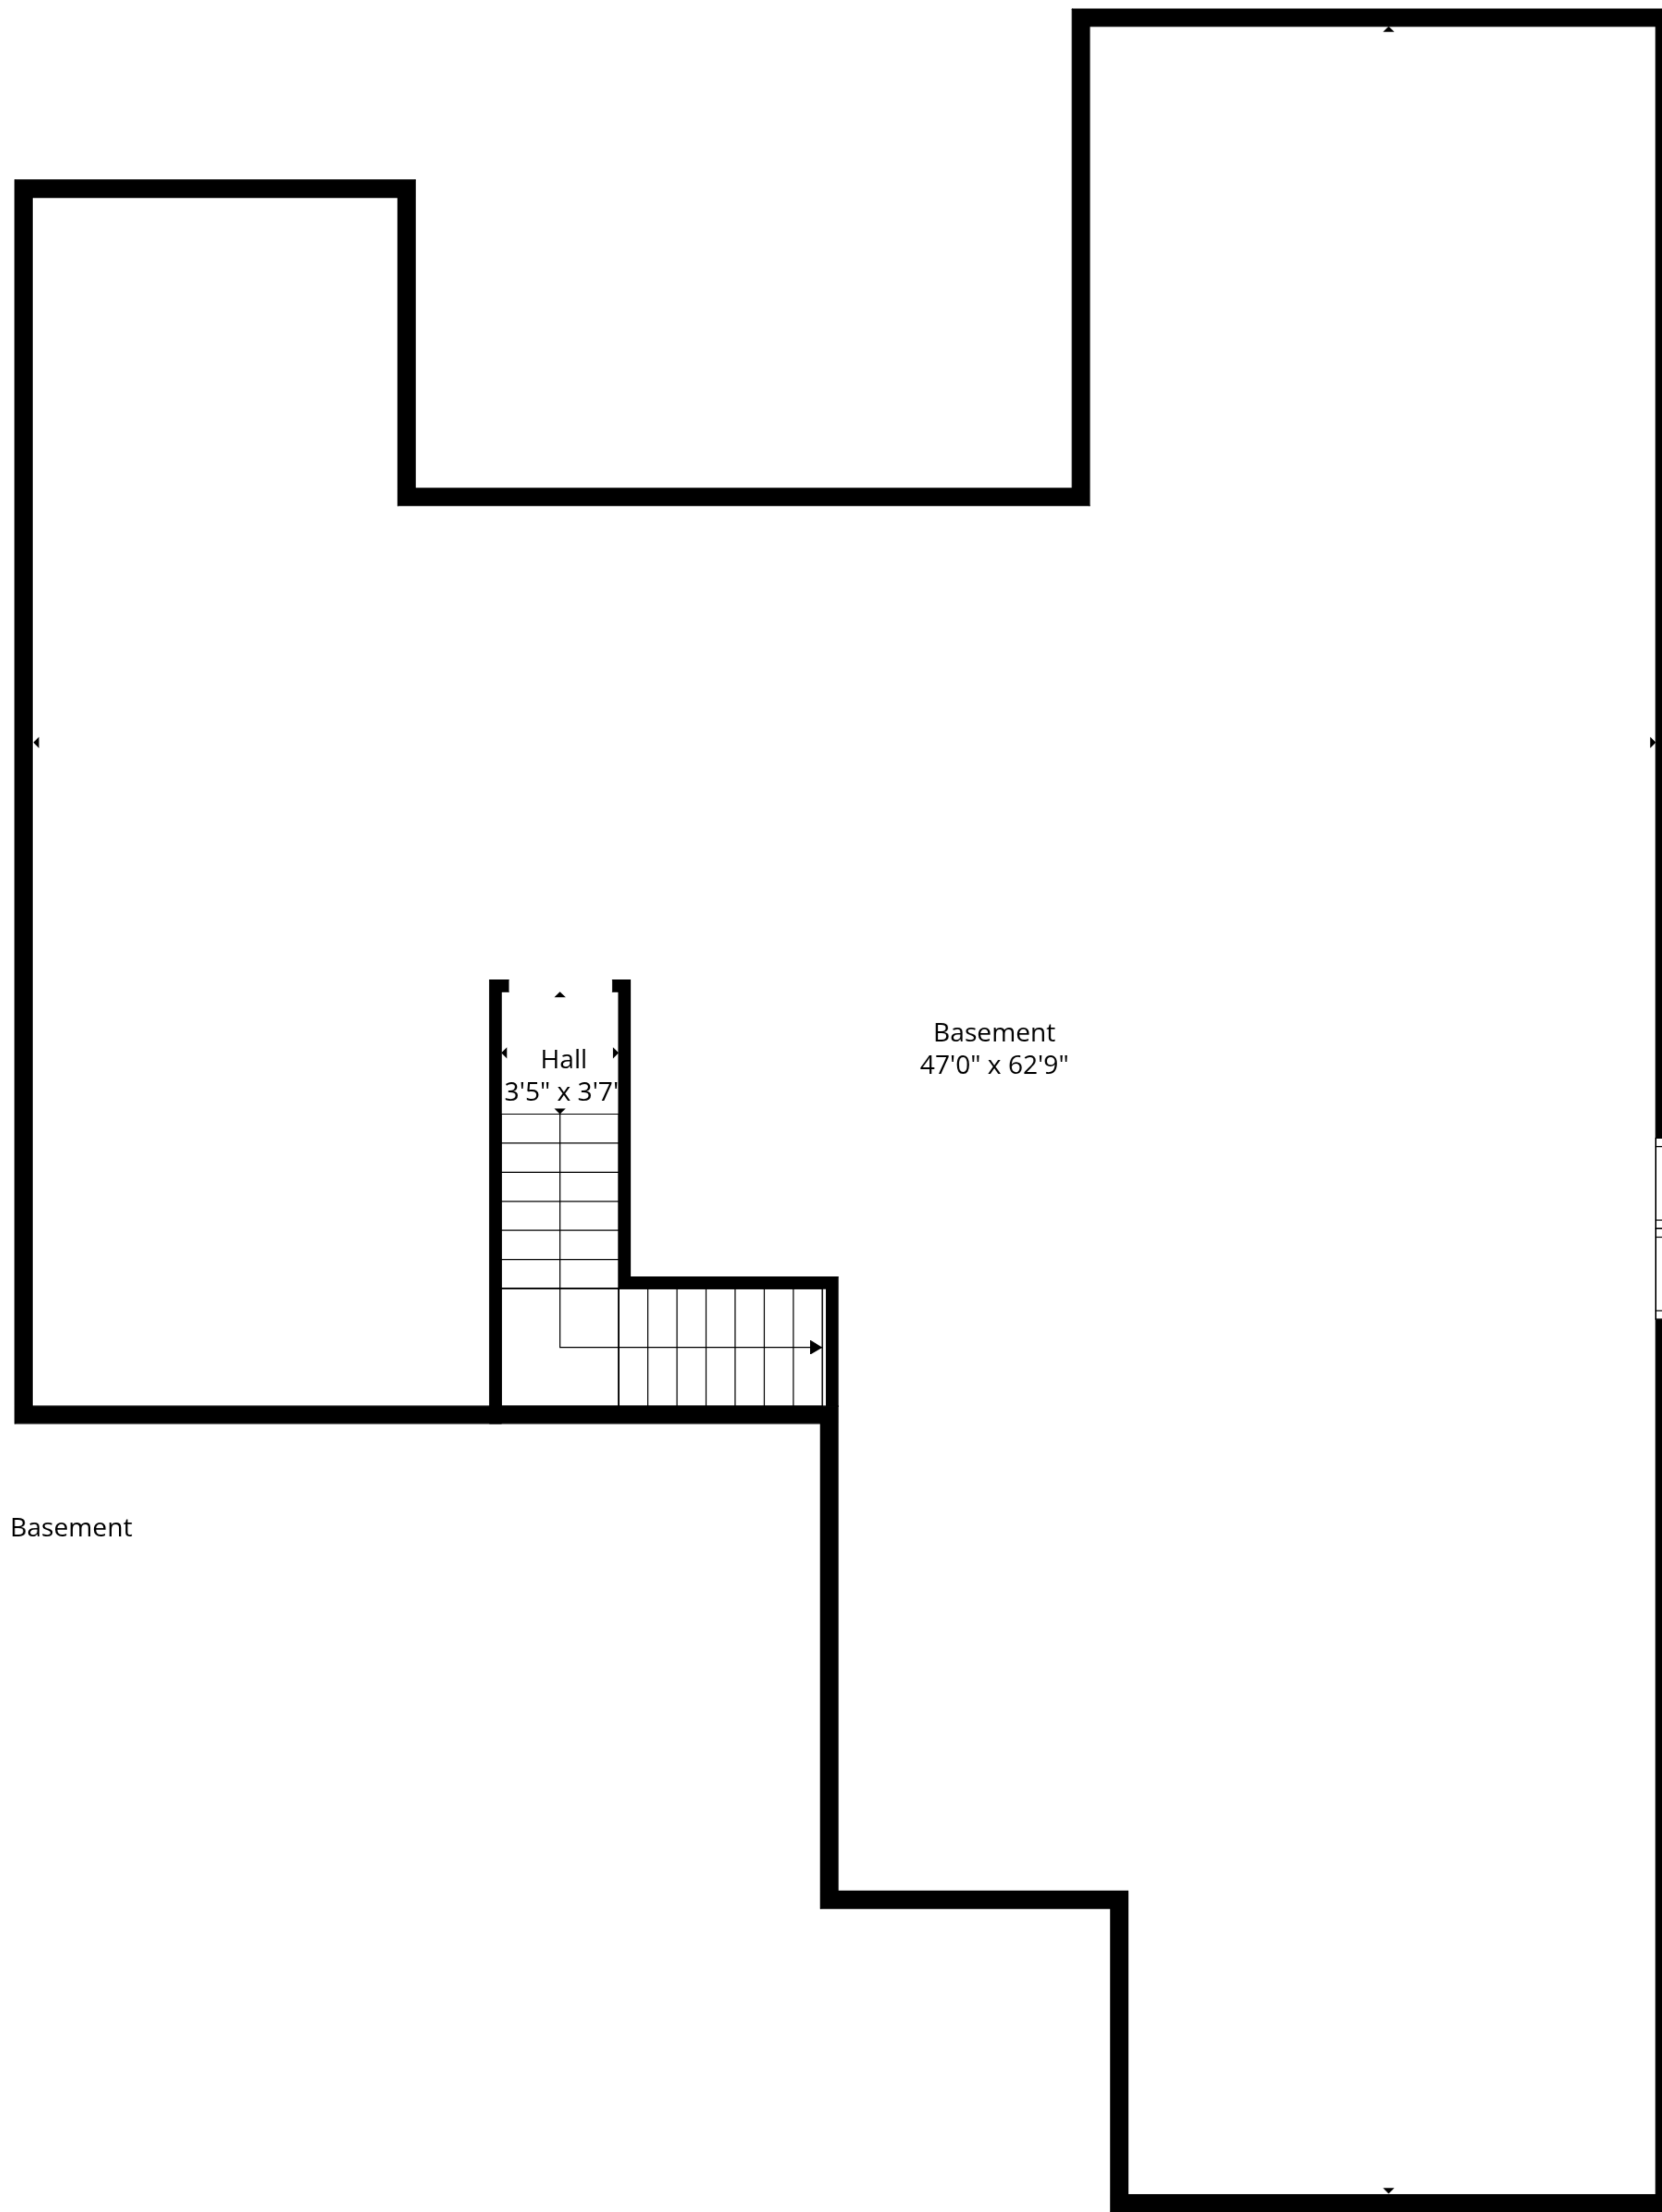 Basement
47'0" x 62'9"
Hall
3'5" x 3'7"
Basement